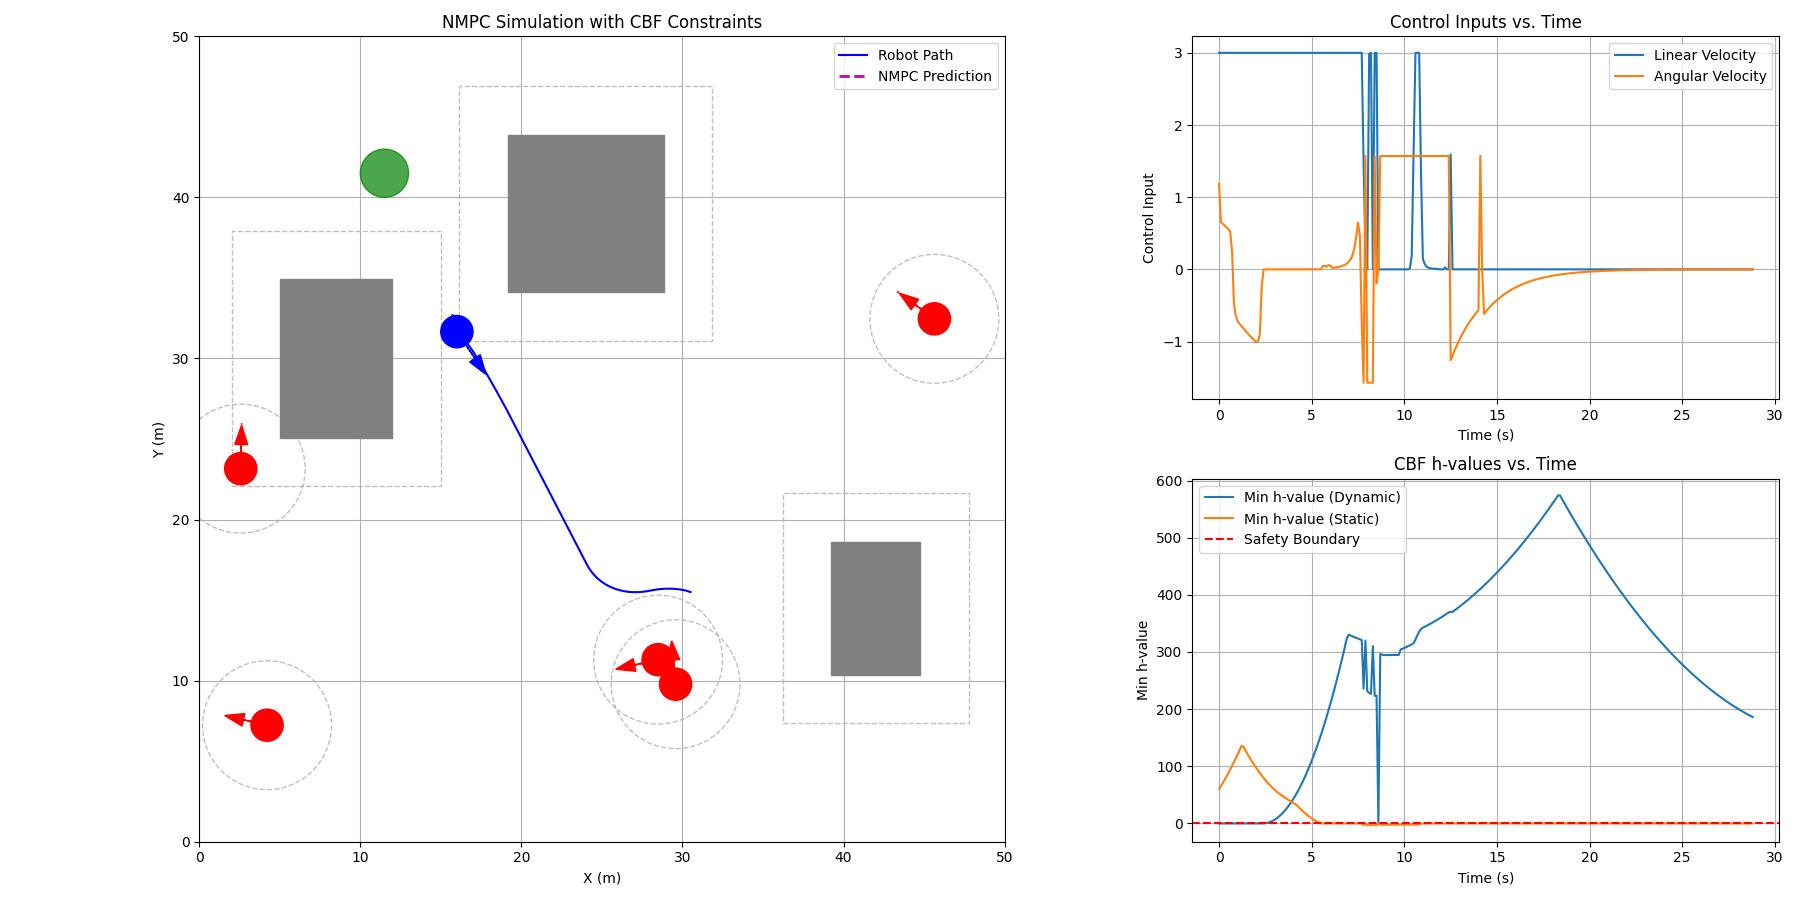 NMPC Simulation with CBF Constraints
Robot Path
NMPC Prediction
50
40
30
20
10
0
Y (m)
0 10 20 30 40 50
X (m)
Control Inputs vs. Time
Linear Velocity
Angular Velocity
3
2
1
0
−1
Control Input
0 5 10 15 20 25 30
Time (s)
CBF h-values vs. Time
Min h-value (Dynamic)
Min h-value (Static)
Safety Boundary
600
500
400
300
200
100
0
Min h-value
0 5 10 15 20 25 30
Time (s)